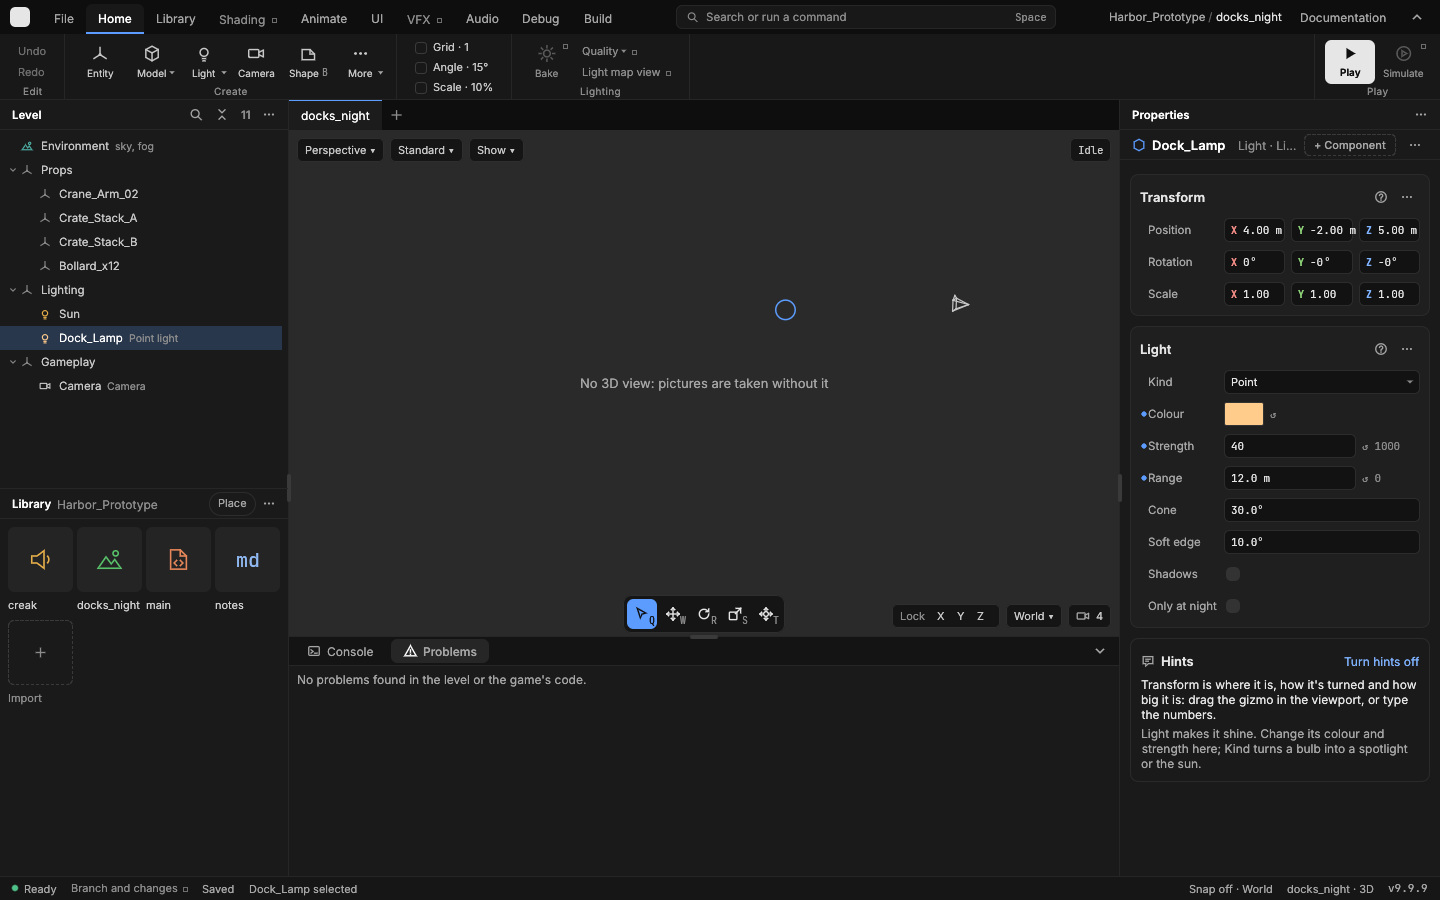 File Home Library Shading Animate UI VFX Audio Debug Build
Search or run a command Space
Harbor_Prototype / docks_night Documentation
Undo
Redo
Edit
Entity Model Light Camera Shape B More
Create
Grid · 1
Angle · 15°
Scale · 10%
Bake
Quality
Light map view
Lighting
Play Simulate
Play
Level 11
Environment sky, fog
Props
Crane_Arm_02
Crate_Stack_A
Crate_Stack_B
Bollard_x12
Lighting
Sun
Dock_Lamp Point light
Gameplay
Camera Camera
Library Harbor_Prototype Place
md
creak docks_night main notes
Import
docks_night
Perspective Standard Show Idle
No 3D view: pictures are taken without it
Q W R S T
Lock X Y Z World 4
Console Problems
No problems found in the level or the game's code.
Properties
Dock_Lamp Light · Li... + Component
Transform
Position X 4.00 m Y -2.00 m Z 5.00 m
Rotation X 0° Y -0° Z -0°
Scale X 1.00 Y 1.00 Z 1.00
Light
Kind Point
Colour
Strength 40 1000
Range 12.0 m 0
Cone 30.0°
Soft edge 10.0°
Shadows
Only at night
Hints Turn hints off
Transform is where it is, how it's turned and how
big it is: drag the gizmo in the viewport, or type
the numbers.
Light makes it shine. Change its colour and
strength here; Kind turns a bulb into a spotlight
or the sun.
Ready Branch and changes Saved Dock_Lamp selected
Snap off · World docks_night · 3D v9.9.9